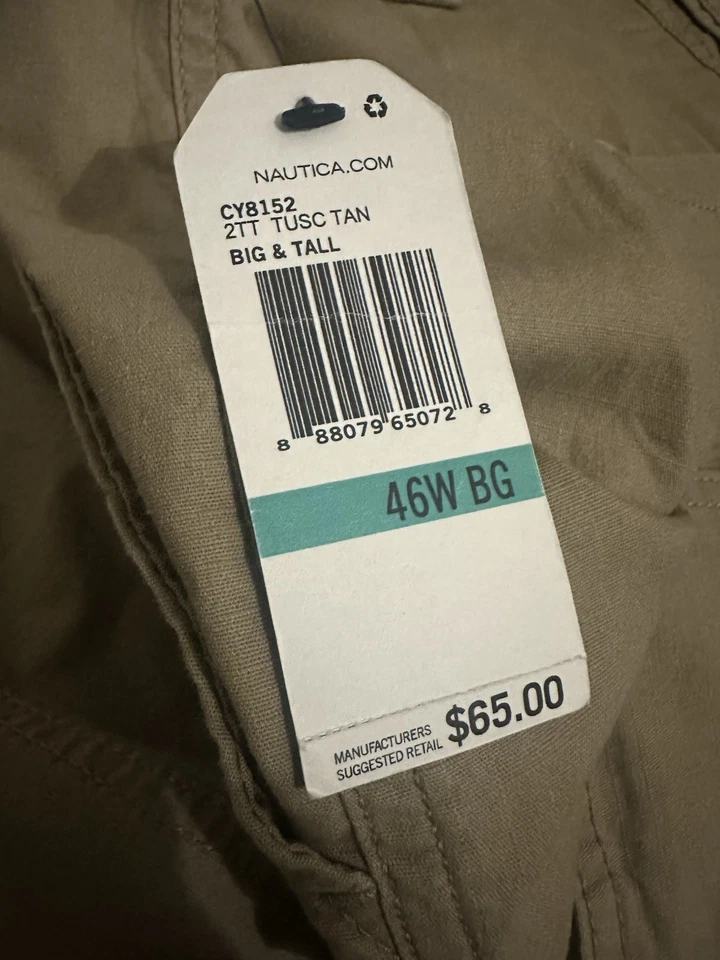 NAUTICA.COM
CY8152
2TT TUSC TAN
BIG & TALL
8 88079 65072 8
46W BG
MANUFACTURERS
SUGGESTED RETAIL $65.00